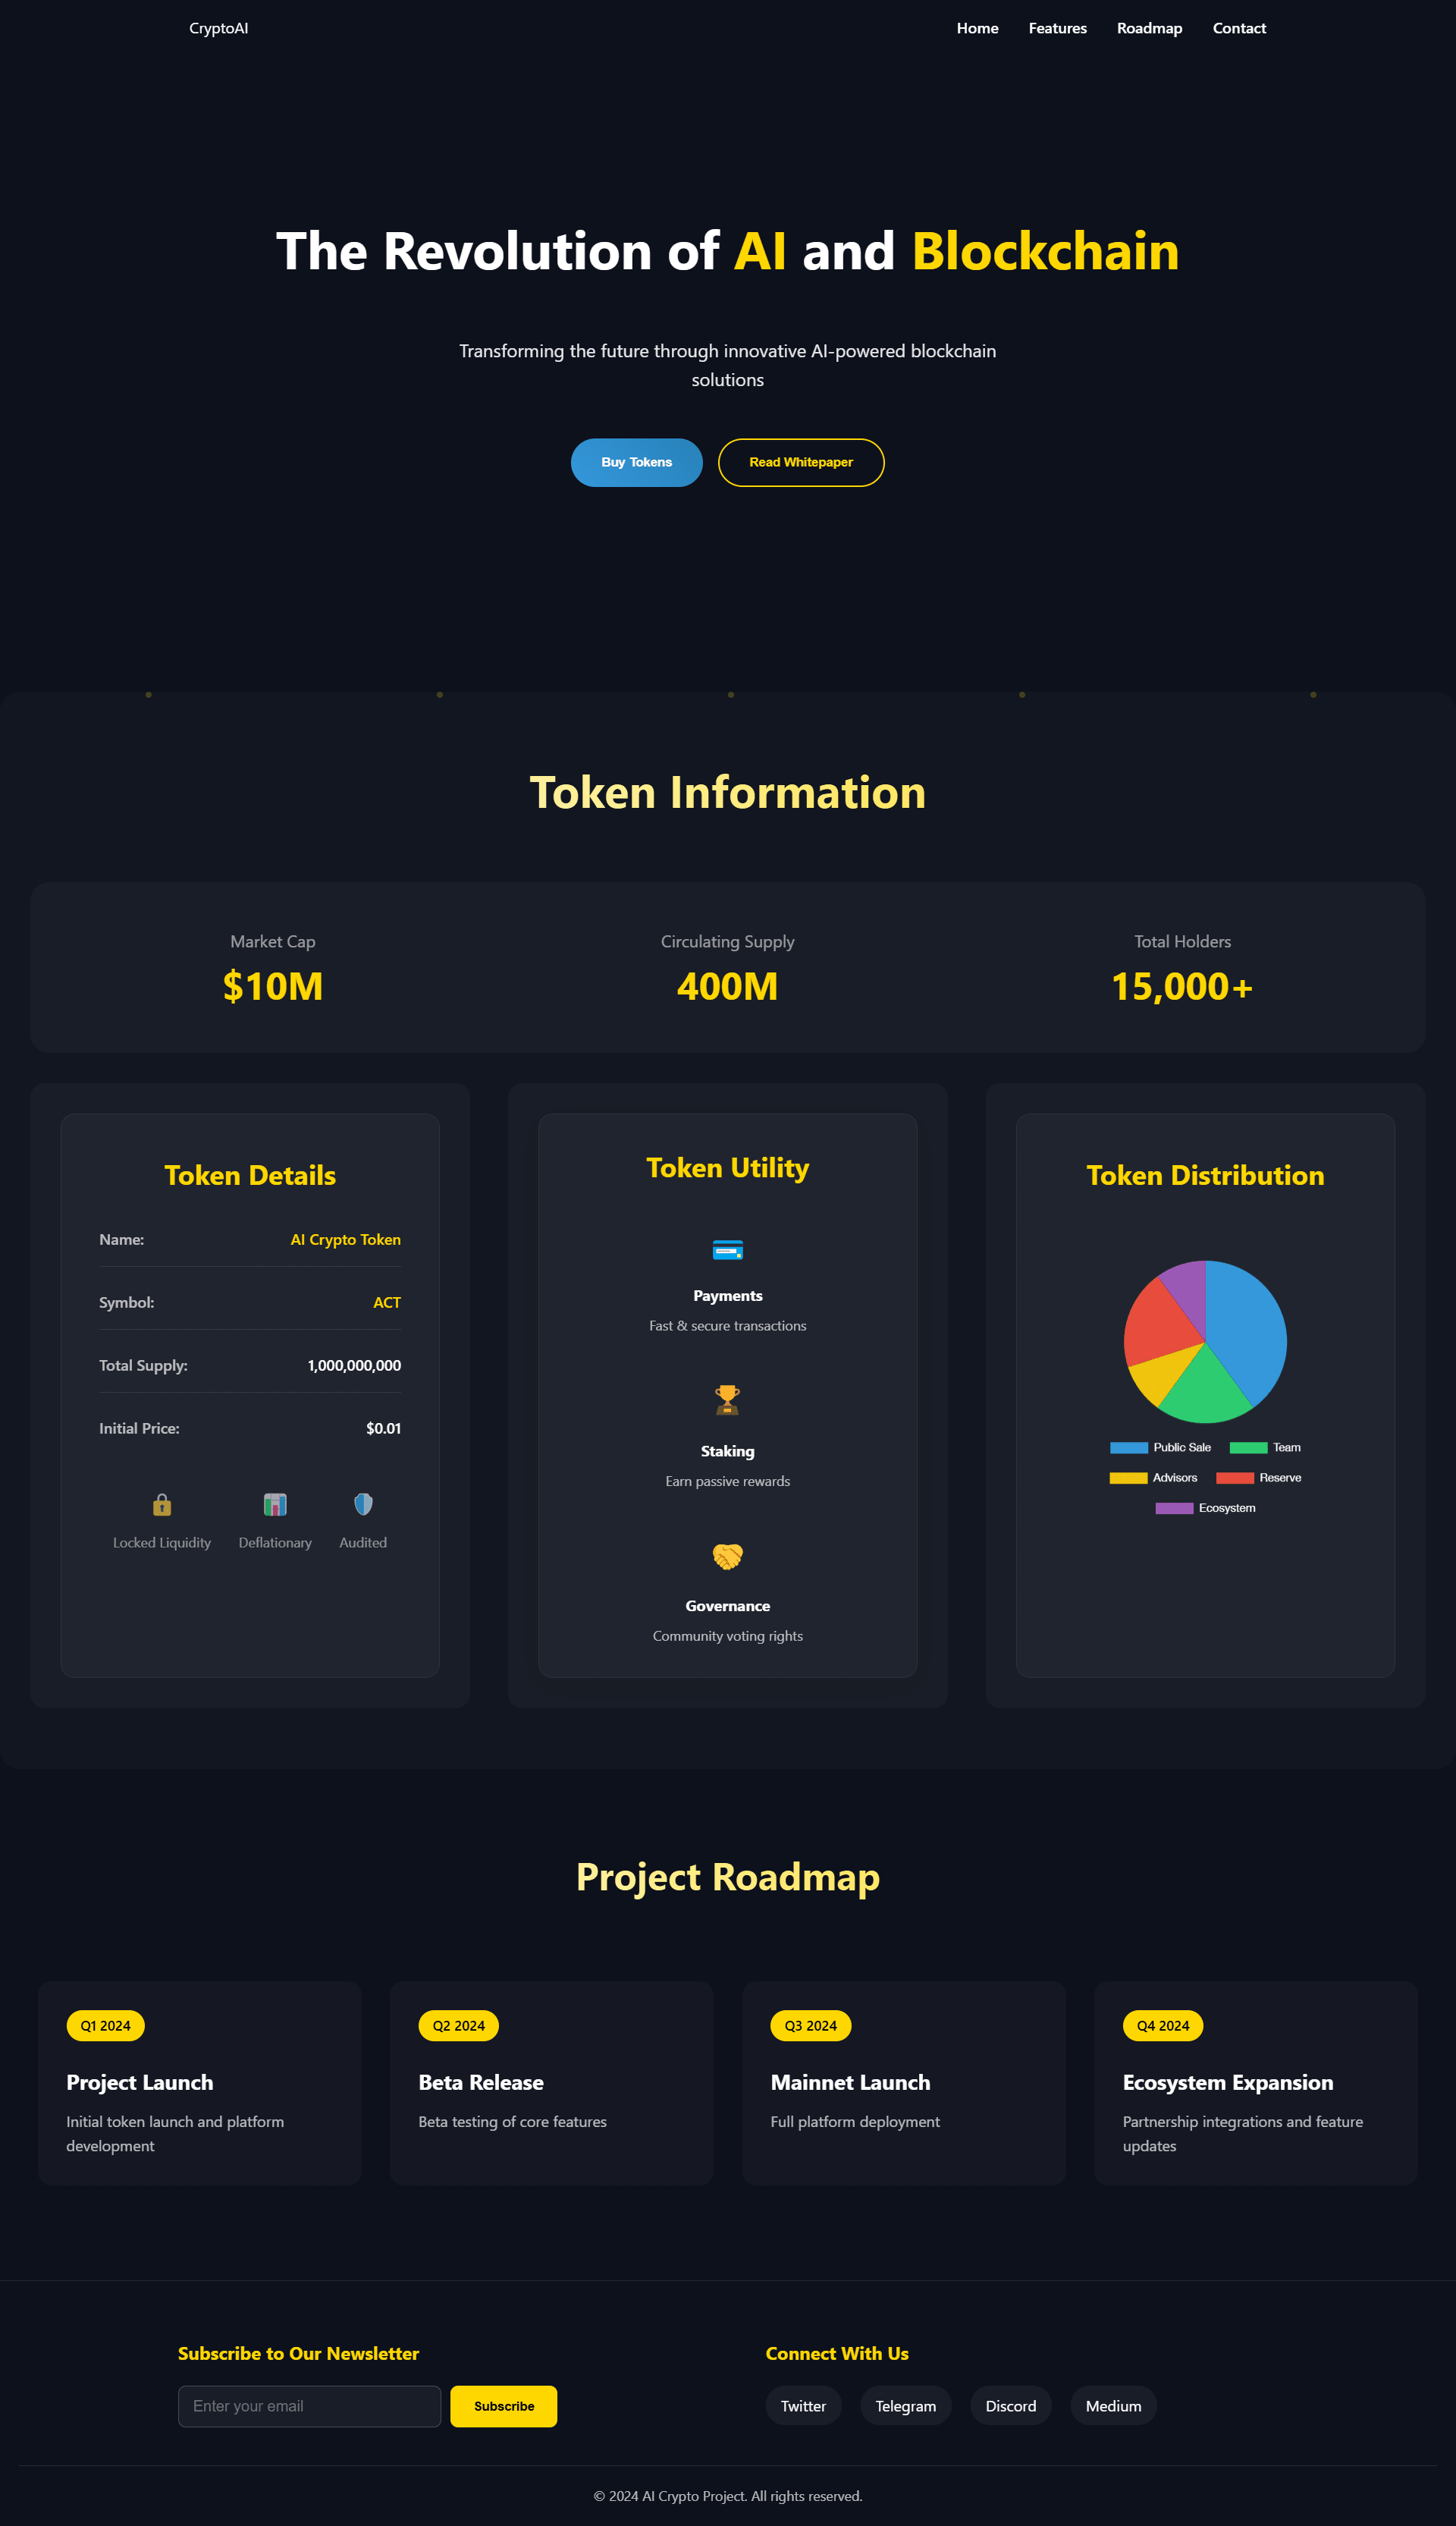 CryptoAI
Home Features Roadmap Contact
The Revolution of AI and Blockchain
Transforming the future through innovative AI-powered blockchain
solutions
Buy Tokens Read Whitepaper
Token Information
Market Cap Circulating Supply Total Holders
$10M 400M 15,000+
Token Details
Name: AI Crypto Token
Symbol: ACT
Total Supply: 1,000,000,000
Initial Price: $0.01
Locked Liquidity Deflationary Audited
Token Utility
Payments
Fast & secure transactions
Staking
Earn passive rewards
Governance
Community voting rights
Token Distribution
Public Sale Team
Advisors Reserve
Ecosystem
Project Roadmap
Q1 2024
Project Launch
Initial token launch and platform
development
Q2 2024
Beta Release
Beta testing of core features
Q3 2024
Mainnet Launch
Full platform deployment
Q4 2024
Ecosystem Expansion
Partnership integrations and feature
updates
Subscribe to Our Newsletter
Enter your email Subscribe
Connect With Us
Twitter Telegram Discord Medium
© 2024 AI Crypto Project. All rights reserved.